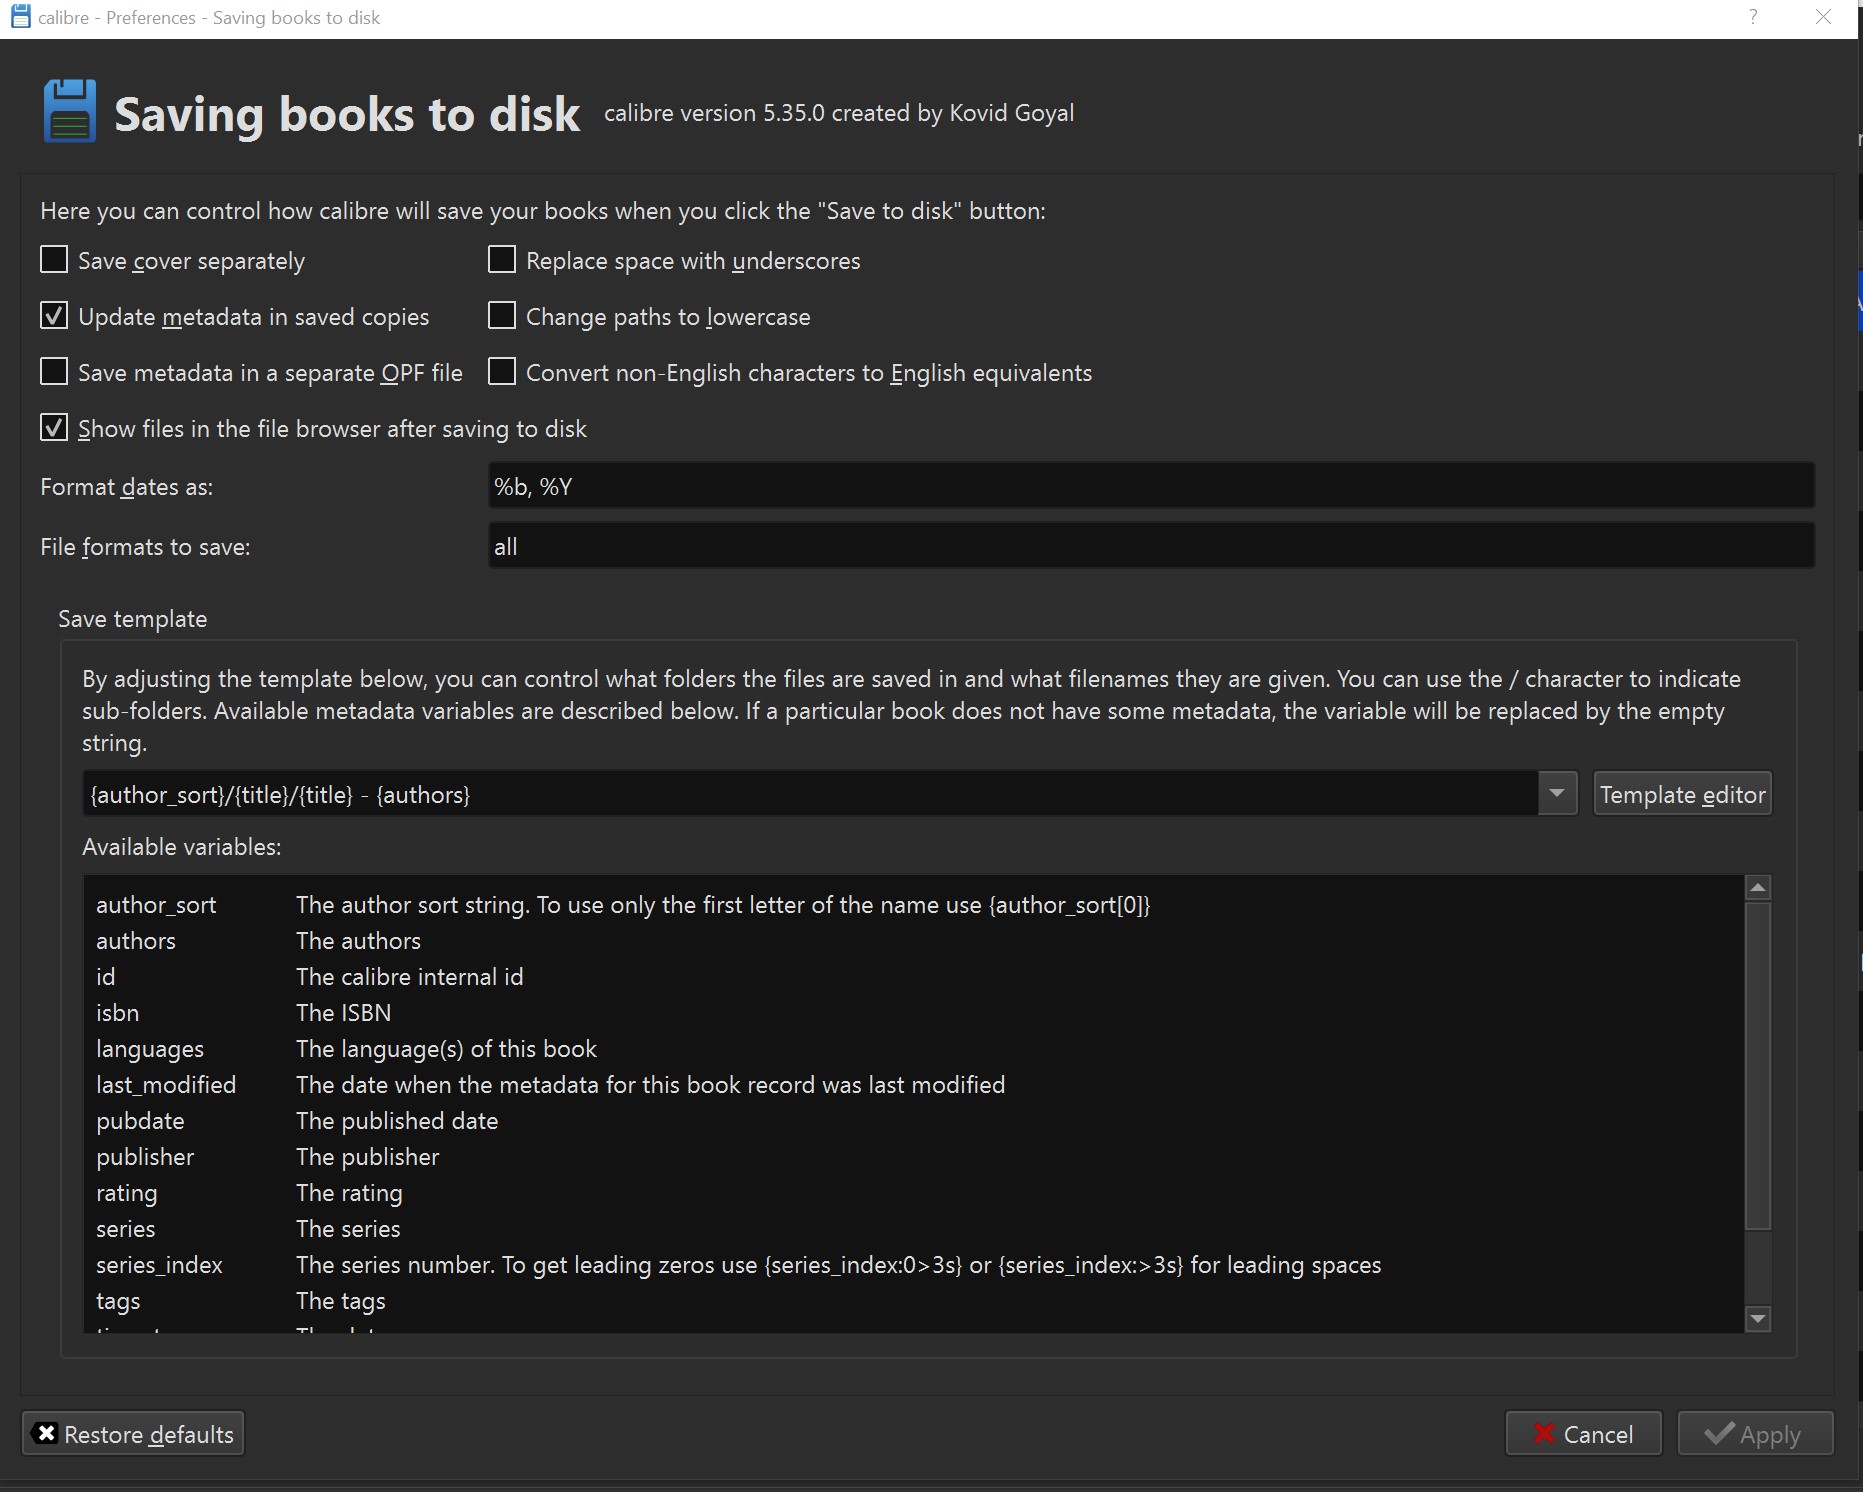 calibre - Preferences - Saving books to disk
Saving books to disk calibre version 5.35.0 created by Kovid Goyal
Here you can control how calibre will save your books when you click the "Save to disk" button:
Save cover separately
Replace space with underscores
Update metadata in saved copies
Change paths to lowercase
Save metadata in a separate OPF file
Convert non-English characters to English equivalents
Show files in the file browser after saving to disk
Format dates as:
%b, %Y
File formats to save:
all
Save template
By adjusting the template below, you can control what folders the files are saved in and what filenames they are given. You can use the / character to indicate
sub-folders. Available metadata variables are described below. If a particular book does not have some metadata, the variable will be replaced by the empty
string.
{author_sort}/{title}/{title} - {authors}
Template editor
Available variables:
author_sort The author sort string. To use only the first letter of the name use {author_sort[0]}
authors The authors
id The calibre internal id
isbn The ISBN
languages The language(s) of this book
last_modified The date when the metadata for this book record was last modified
pubdate The published date
publisher The publisher
rating The rating
series The series
series_index The series number. To get leading zeros use {series_index:0>3s} or {series_index:>3s} for leading spaces
tags The tags
Restore defaults
Cancel
Apply